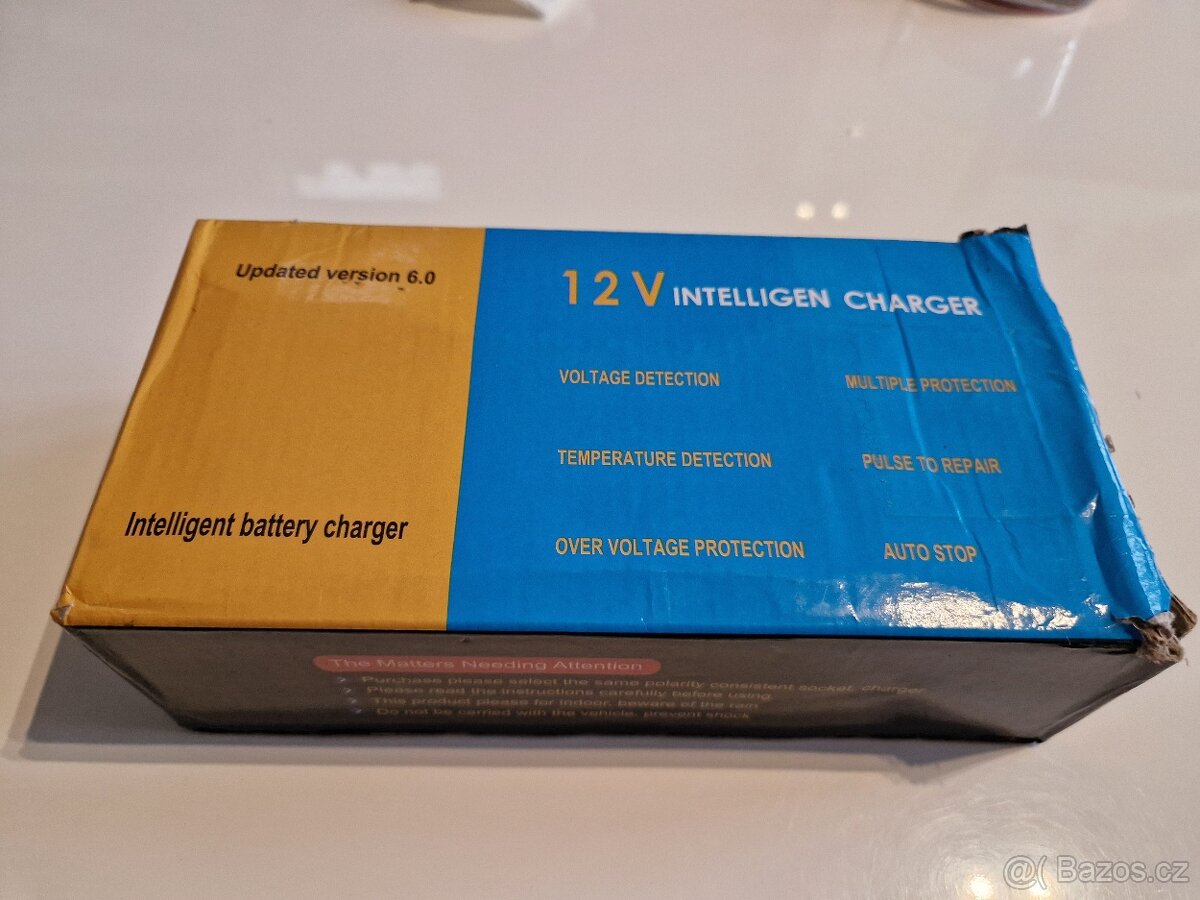 Updated version 6.0
Intelligent battery charger
12V INTELLIGEN CHARGER
VOLTAGE DETECTION
MULTIPLE PROTECTION
TEMPERATURE DETECTION
PULSE TO REPAIR
OVER VOLTAGE PROTECTION
AUTO STOP
The Matters Needing Attention
Purchase please select the same polarity consistent socket, charger
Please read the instructions carefully before using.
This product please for indoor, beware of the rain
Do not be carried with the vehicle, prevent shock
@( Bazos.cz